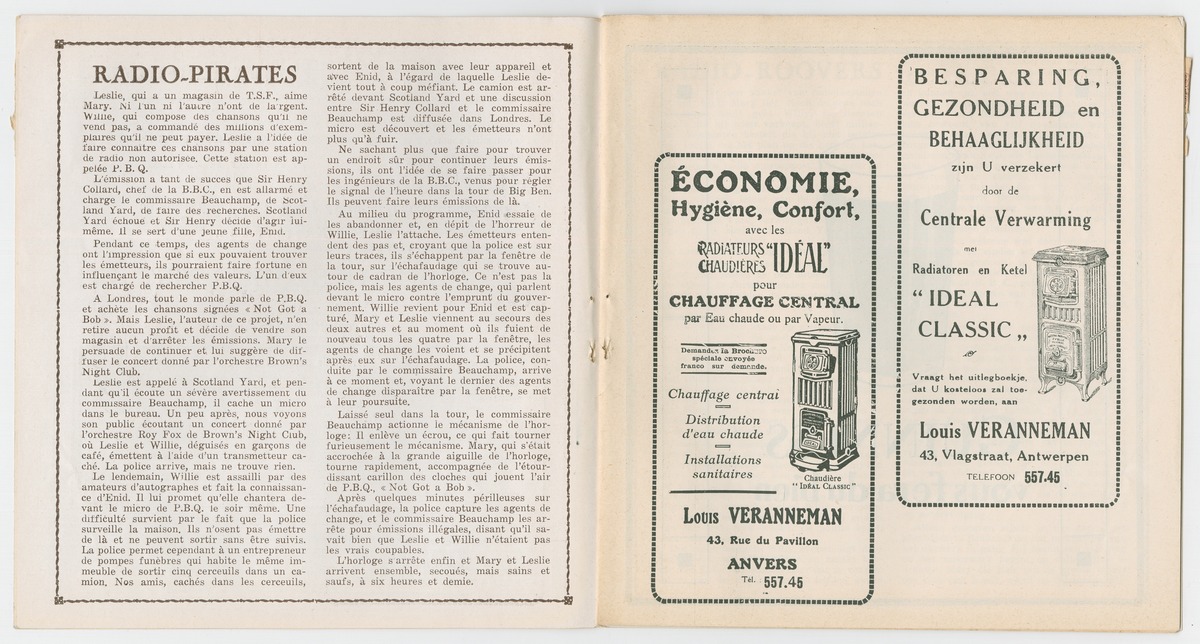 RADIO-PIRATES
Leslie, qui a un magasin de T.S.F., aime
Mary. Ni l'un ni l'autre n'ont de largent.
Willie, qui compose des chansons qu'il ne
vend pas, a commandé des millions d'exem-
plaires qu'il ne peut payer. Leslie a l'idée de
faire connaître ces chansons par une station
de radio non autorisée. Cette station est ap-
pelée P. B. Q.
L'émission a tant de succes que Sir Henry
Collard, chef de la B.B.C., en est allarmé et
charge le commissaire Beauchamp, de Scot-
land Yard, de faire des recherches. Scotland
Yard échoue et Sir Henry décide d'agir lui-
même. Il se sert d'une jeune fille, Enid.
Pendant ce temps, des agents de change
ont l'impression que si eux pouvaient trouver
les émetteurs, ils pourraient faire fortune en
influençant le marché des valeurs. L'un d'eux
est chargé de rechercher P.B.Q.
A Londres, tout le monde parle de P.B.Q.
et achète les chansons signées « Not Got a
Bob ». Mais Leslie, l'auteur de ce projet, n'en
retire aucun profit et décide de vendre son
magasin et d'arrêter les émissions. Mary le
persuade de continuer et lui suggère de dif-
fuser le concert donné par l'orchestre Brown's
Night Club.
Leslie est appelé à Scotland Yard, et pen-
dant qu'il écoute un sévère avertissement du
commissaire Beauchamp, il cache un micro
dans le bureau. Un peu après, nous voyons
son public écoutant un concert donné par
l'orchestre Roy Fox de Brown's Night Club,
où Leslie et Willie, déguisés en garçons de
café, émettent à l'aide d'un transmetteur ca-
ché. La police arrive, mais ne trouve rien.
Le lendemain, Willie est assailli par des
amateurs d'autographes et fait la connaissan-
ce d'Enid. Il lui promet qu'elle chantera de-
vant le micro de P.B.Q. le soir même. Une
difficulté survient par le fait que la police
surveille la maison. Ils n'osent pas émettre
de là et ne peuvent sortir sans être suivis.
La police permet cependant à un entrepreneur
de pompes funèbres qui habite le même im-
meuble de sortir cinq cerceuils dans un ca-
mion. Nos amis, cachés dans les cerceuils,
sortent de la maison avec leur appareil et
avec Enid, à l'égard de laquelle Leslie de-
vient tout à coup méfiant. Le camion est ar-
rêté devant Scotland Yard et une discussion
entre Sir Henry Collard et le commissaire
Beauchamp est diffusée dans Londres. Le
micro est découvert et les émetteurs n'ont
plus qu'à fuir.
Ne sachant plus que faire pour trouver
un endroit sûr pour continuer leurs émis-
sions, ils ont l'idée de se faire passer pour
les ingénieurs de la B.B.C., venus pour régler
le signal de l'heure dans la tour de Big Ben.
Ils peuvent faire leurs émissions de là.
Au milieu du programme, Enid essaie de
les abandonner et, en dépit de l'horreur de
Willie, Leslie l'attache. Les émetteurs enten-
dent des pas et, croyant que la police est sur
leurs traces, ils s'échappent par la fenêtre de
la tour, sur l'échafaudage qui se trouve au-
tour de cadran de l'horloge. Ce n'est pas la
police, mais les agents de change, qui parlent
devant le micro contre l'emprunt du gouver-
nement. Willie revient pour Enid et est cap-
turé, Mary et Leslie viennent au secours des
deux autres et au moment où ils fuient de
nouveau tous les quatre par la fenêtre, les
agents de change les voient et se précipitent
après eux sur l'échafaudage. La police, con-
duite par le commissaire Beauchamp, arrive
à ce moment et, voyant le dernier des agents
de change disparaître par la fenêtre, se met
à leur poursuite.
Laissé seul dans la tour, le commissaire
Beauchamp actionne le mécanisme de l'hor-
loge: Il enlève un écrou, ce qui fait tourner
furieusement le mécanisme. Mary, qui s'était
accrochée à la grande aiguille de l'horloge,
tourne rapidement, accompagnée de l'étour-
dissant carillon des cloches qui jouent l'air
de P.B.Q., « Not Got a Bob ».
Après quelques minutes périlleuses sur
l'échafaudage, la police capture les agents de
change, et le commissaire Beauchamp les ar-
rête pour émissions illégales, disant qu'il sa-
vait bien que Leslie et Willie n'étaient pas
les vrais coupables.
L'horloge s'arrête enfin et Mary et Leslie
arrivent ensemble, secoués, mais sains et
saufs, à six heures et demie.
ÉCONOMIE,
Hygiène, Confort,
avec les
RADIATEURS "IDÉAL"
CHAUDIÈRES
pour
CHAUFFAGE CENTRAL
par Eau chaude ou par Vapeur.
Demandez la Brochure
spéciale envoyée
franco sur demande.
Chauffage central
Distribution
d'eau chaude
Installations
sanitaires
Chaudière
"IDÉAL CLASSIC"
LOUIS VERANNEMAN
43, Rue du Pavillon
ANVERS
Tél. : 557.45
BESPARING,
GEZONDHEID en
BEHAAGLIJKHEID
zijn U verzekert
door de
Centrale Verwarming
met
Radiatoren en Ketel
" IDEAL
CLASSIC „
Vraagt het uitlegboekje,
dat U kosteloos zal toe-
gezonden worden, aan
Louis VERANNEMAN
43, Vlagstraat, Antwerpen
TELEFOON 557.45